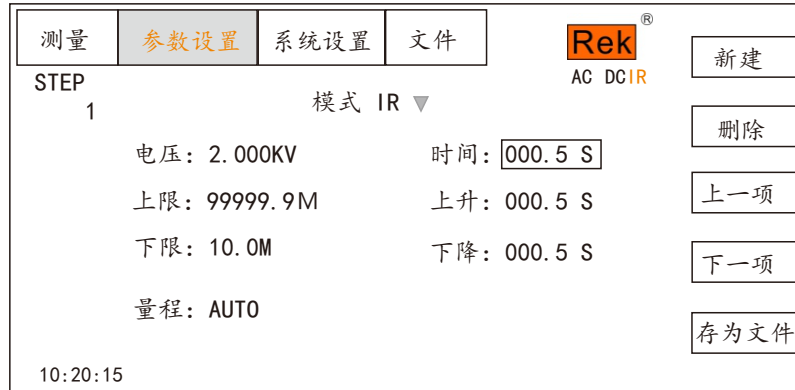 测量 参数设置 系统设置 文件 Rek®
AC DCIR
新建
STEP
1
模式 IR ▼
删除
电压: 2.000KV 时间: 000.5 S
上限: 99999.9M 上升: 000.5 S
上一项
下限: 10.0M 下降: 000.5 S
下一项
量程: AUTO
存为文件
10:20:15